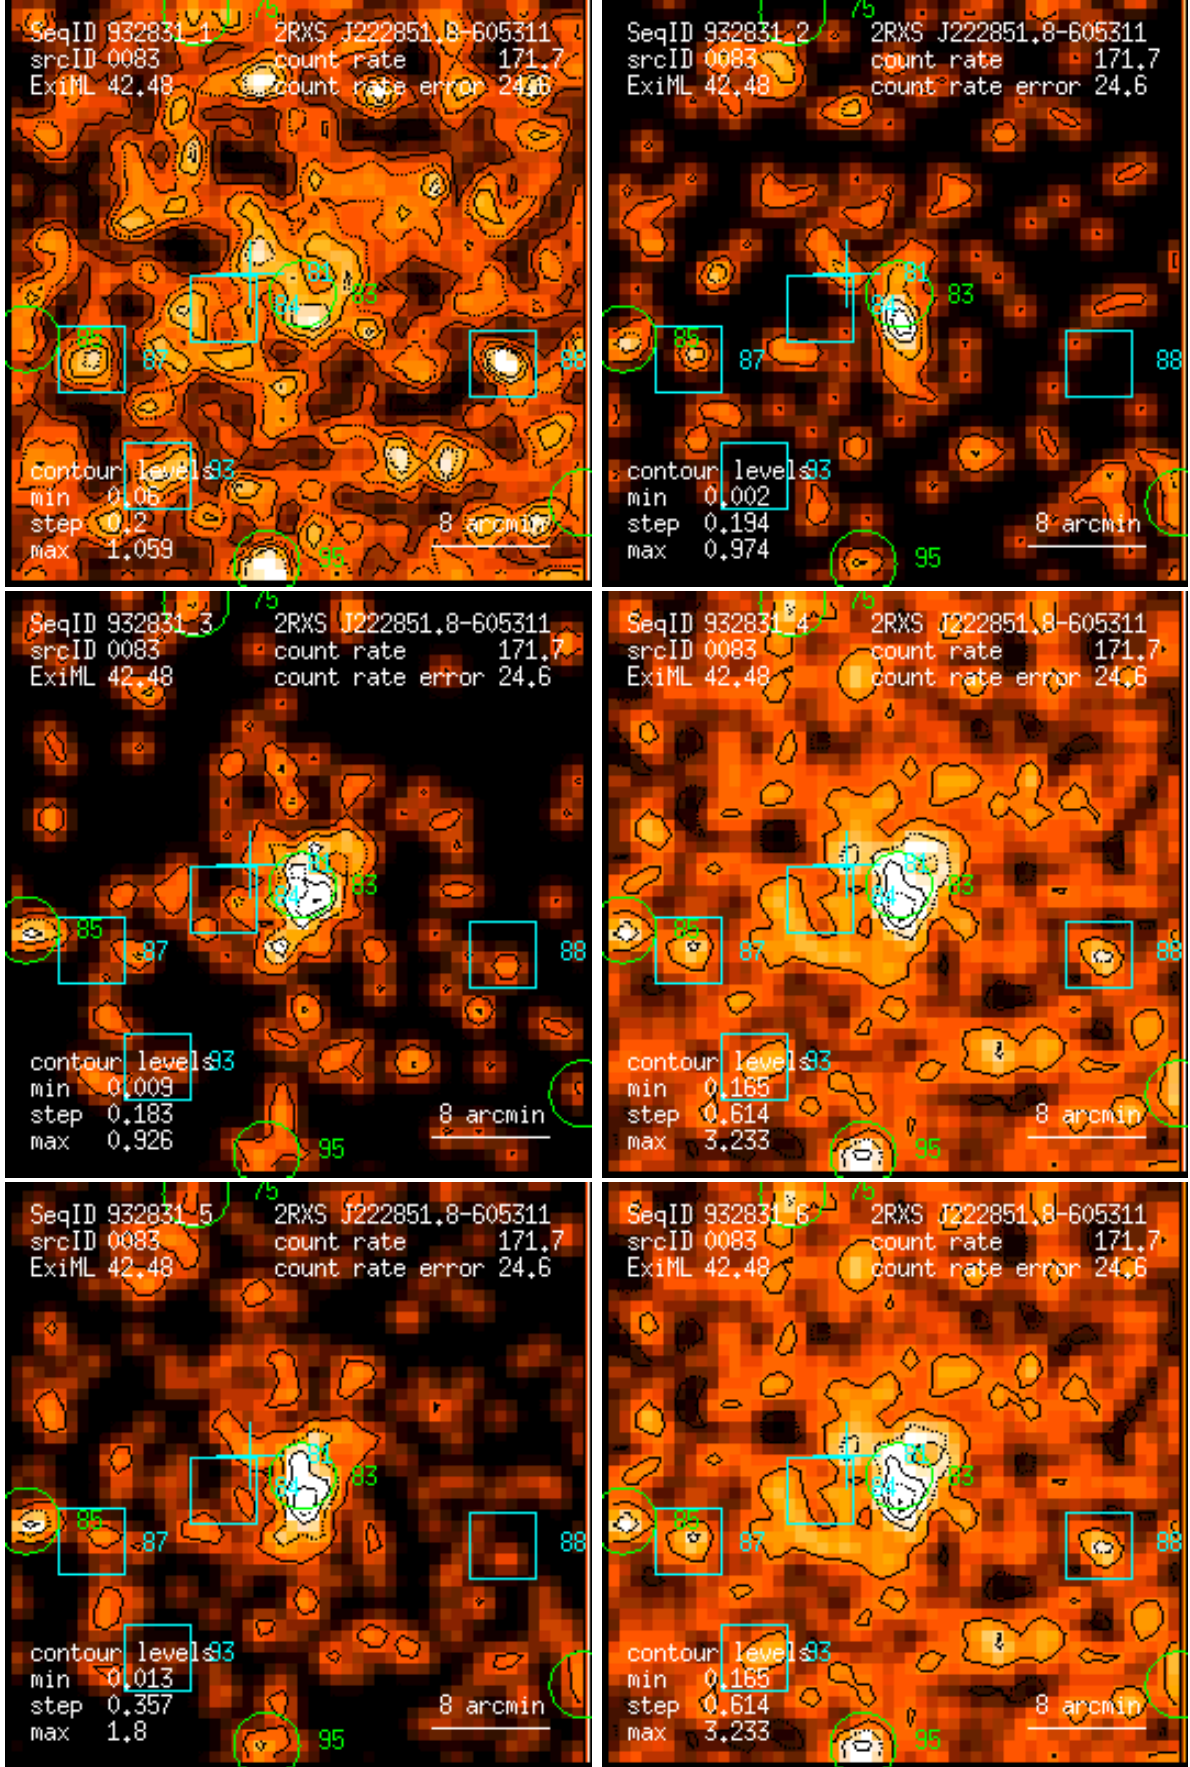 75
SeqID 932831_1 2RXS J222851.8-605311
srcID 0083 count rate 171.7
ExiML 42.48 count rate error 24.6
81
83
84
85
87
88
contour levels 93
min 0.06
step 0.2 8 arcmin
max 1.059
95
75
SeqID 932831_2 2RXS J222851.8-605311
srcID 0083 count rate 171.7
ExiML 42.48 count rate error 24.6
81
83
84
85
87
88
contour levels 93
min 0.002
step 0.194 8 arcmin
max 0.974
95
75
SeqID 932831_3 2RXS J222851.8-605311
srcID 0083 count rate 171.7
ExiML 42.48 count rate error 24.6
81
83
84
85
87
88
contour levels 93
min 0.009
step 0.183 8 arcmin
max 0.926
95
75
SeqID 932831_4 2RXS J222851.8-605311
srcID 0083 count rate 171.7
ExiML 42.48 count rate error 24.6
81
83
84
85
87
88
contour levels 93
min 0.165
step 0.614 8 arcmin
max 3.233
95
75
SeqID 932831_5 2RXS J222851.8-605311
srcID 0083 count rate 171.7
ExiML 42.48 count rate error 24.6
81
83
84
85
87
88
contour levels 93
min 0.013
step 0.357 8 arcmin
max 1.8
95
75
SeqID 932831_6 2RXS J222851.8-605311
srcID 0083 count rate 171.7
ExiML 42.48 count rate error 24.6
81
83
84
85
87
88
contour levels 93
min 0.165
step 0.614 8 arcmin
max 3.233
95